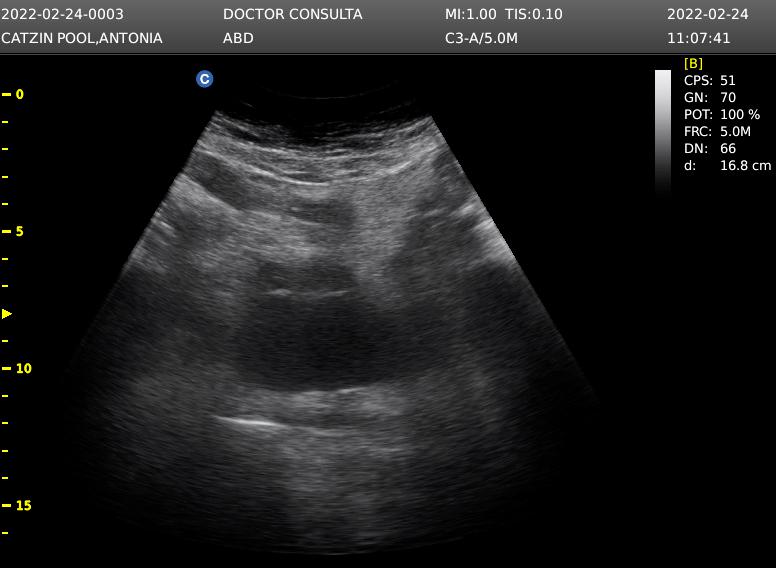 2022-02-24-0003 DOCTOR CONSULTA MI:1.00 TIS:0.10 2022-02-24
CATZIN POOL,ANTONIA ABD C3-A/5.0M 11:07:41
C
[B]
CPS: 51
GN: 70
POT: 100 %
FRC: 5.0M
DN: 66
d: 16.8 cm
0
5
10
15